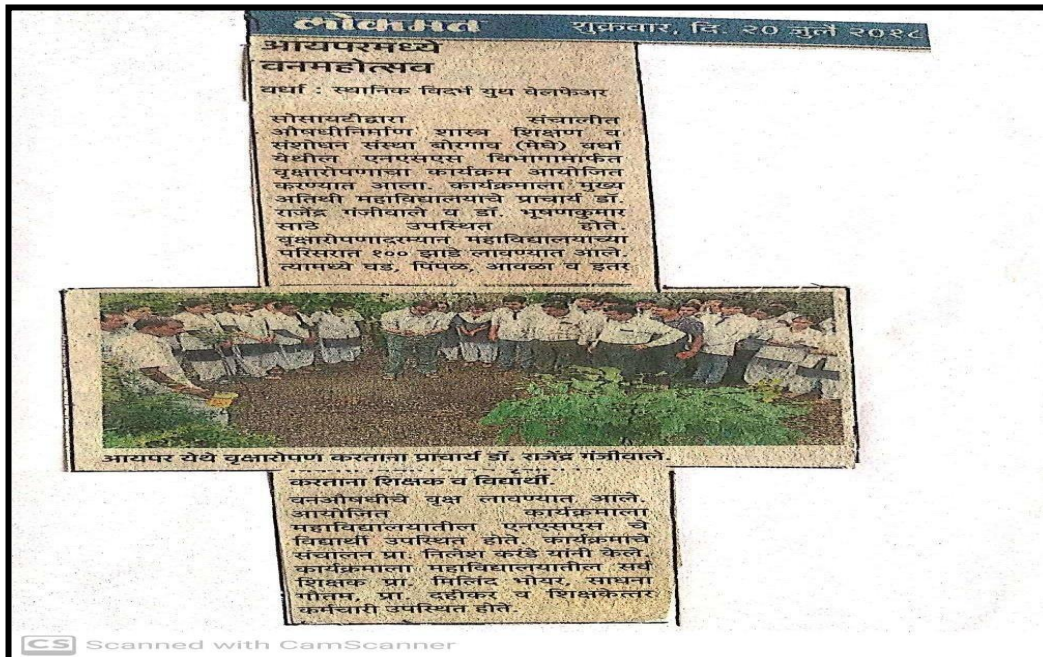 लोकमत शुक्रवार, दि. २० जुलै २०१८
आयपरमध्ये
वनमहोत्सव
वर्धा : स्थानिक विदर्भ युथ वेलफेअर
सोसायटीद्वारा संचालीत
औषधीनिर्माण शास्त्र शिक्षण व
संशोधन संस्था बोरगाव (मेघे) वर्धा
येथील एनएसएस विभागामार्फत
वृक्षारोपणाचा कार्यक्रम आयोजित
करण्यात आला. कार्यक्रमाला मुख्य
अतिथी महाविद्यालयाचे प्राचार्य डॉ.
राजेंद्र गंजीवाले व डॉ. भूषणकुमार
साठे उपस्थित होते.
वृक्षारोपणादरम्यान महाविद्यालयाच्या
परिसरात १०० झाडे लावण्यात आले.
त्यामध्ये वड, पिंपळ, आवळा व इतर
आयपर येथे वृक्षारोपण करताना प्राचार्य डॉ. राजेंद्र गंजीवाले.
करताना शिक्षक व विद्यार्थी.
वनऔषधीचे वृक्ष लावण्यात आले.
आयोजित कार्यक्रमाला
महाविद्यालयातील एनएसएस चे
विद्यार्थी उपस्थित होते. कार्यक्रमाचे
संचालन प्रा. निलेश करंडे यांनी केले.
कार्यक्रमाला महाविद्यालयातील सर्व
शिक्षक प्रा. मिलिंद भोयर, साधना
गौतम, प्रा. दहीकर व शिक्षकेत्तर
कर्मचारी उपस्थित होते.
CS Scanned with CamScanner